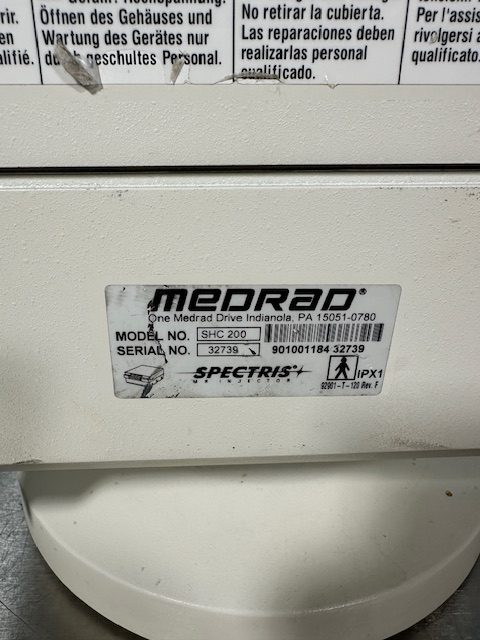 rir.
en
alifié.
Gefahr: Hochspannung.
Öffnen des Gehäuses und
Wartung des Gerätes nur
durch geschultes Personal.
No retirar la cubierta.
Las reparaciones deben
realizarlas personal
qualificado.
Per l'assis
rivolgersi a
qualificato.
MEDRAD®
One Medrad Drive Indianola, PA 15051-0780
MODEL NO. SHC 200
SERIAL NO. 32739 901001184 32739
SPECTRIS
MR INJECTOR
IPX1
92901-T-120 Rev. F